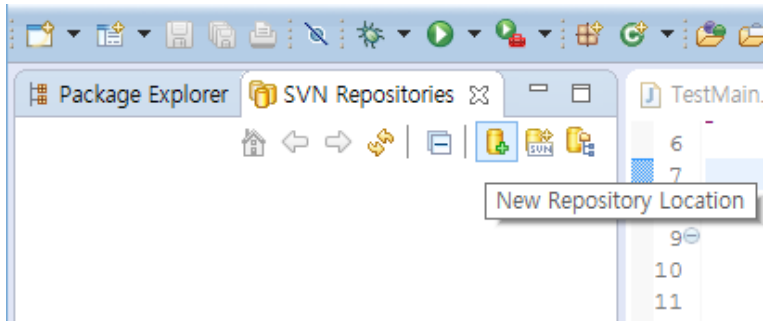 Package Explorer
SVN Repositories
TestMain.
SVN
6
7
New Repository Location
9
10
11